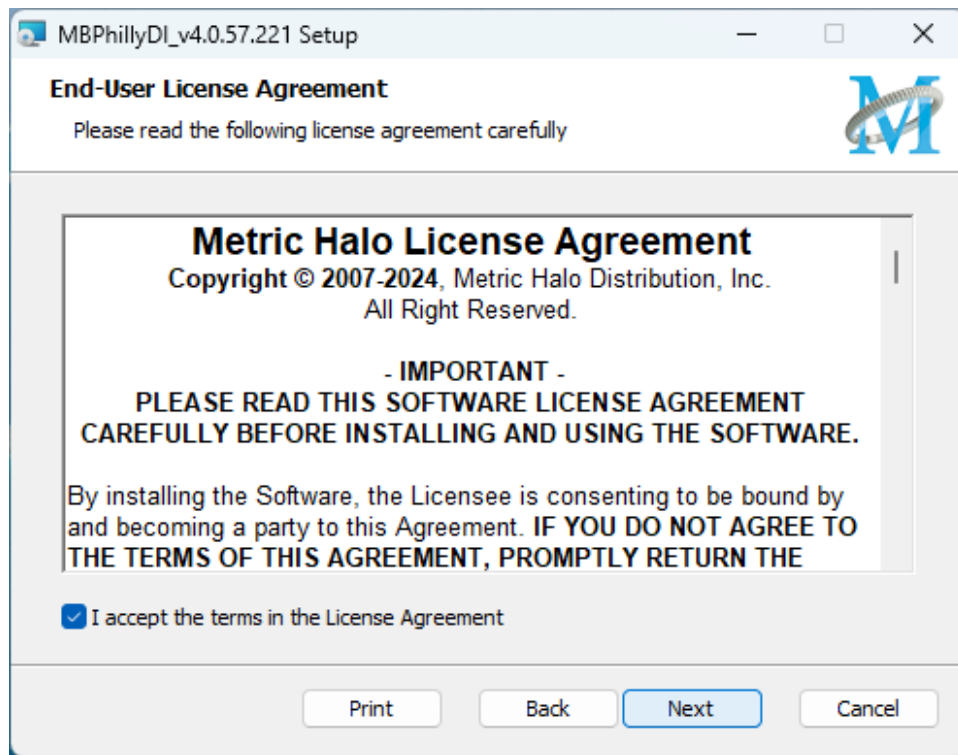 MBPhillyDI_v4.0.57.221 Setup
End-User License Agreement
Please read the following license agreement carefully
M
Metric Halo License Agreement
Copyright © 2007-2024, Metric Halo Distribution, Inc.
All Right Reserved.
- IMPORTANT -
PLEASE READ THIS SOFTWARE LICENSE AGREEMENT
CAREFULLY BEFORE INSTALLING AND USING THE SOFTWARE.
By installing the Software, the Licensee is consenting to be bound by
and becoming a party to this Agreement. IF YOU DO NOT AGREE TO
THE TERMS OF THIS AGREEMENT, PROMPTLY RETURN THE
I accept the terms in the License Agreement
Print Back Next Cancel